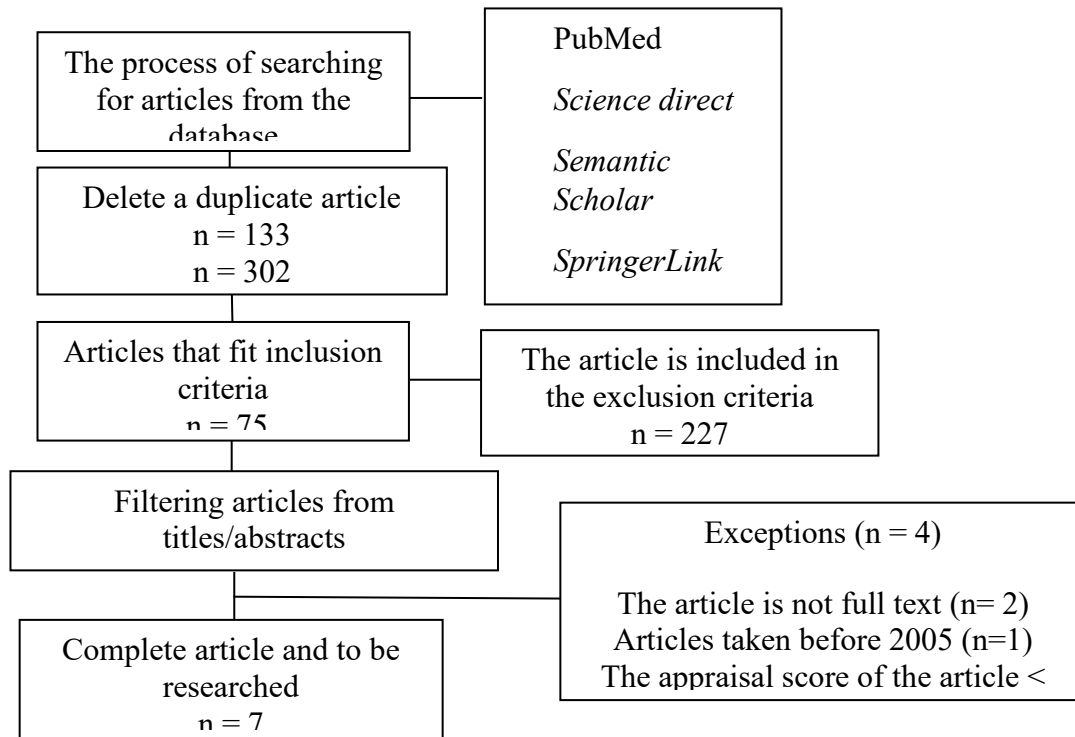 The process of searching
for articles from the
database
PubMed
Science direct
Semantic
Scholar
SpringerLink
Delete a duplicate article
n = 133
n = 302
Articles that fit inclusion
criteria
n = 75
The article is included in
the exclusion criteria
n = 227
Filtering articles from
titles/abstracts
Exceptions (n = 4)
The article is not full text (n= 2)
Articles taken before 2005 (n=1)
The appraisal score of the article <
Complete article and to be
researched
n = 7